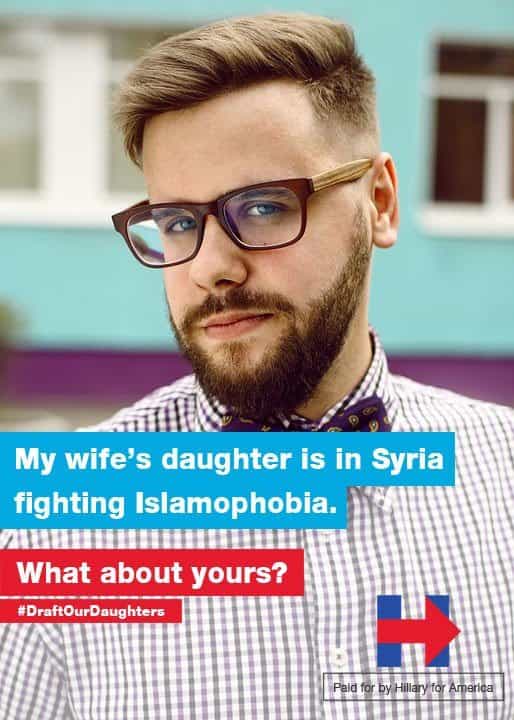 My wife's daughter is in Syria
fighting Islamophobia.
What about yours?
#DraftOurDaughters
H
Paid for by Hillary for America